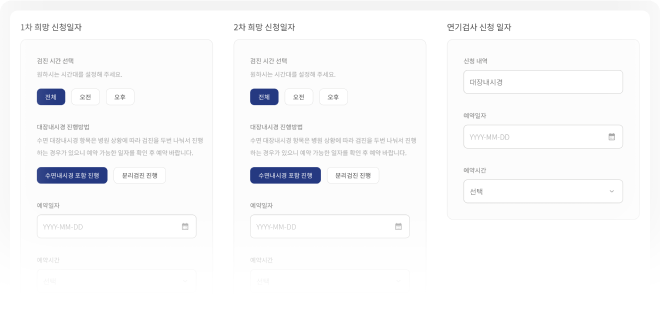 1차 희망 신청일자
검진 시간 선택
원하시는 시간대를 설정해 주세요.
전체 오전 오후
대장내시경 진행방법
수면 대장내시경 항목은 병원 상황에 따라 검진을 두번 나눠서 진행
하는 경우가 있으니 예약 가능한 일자를 확인 후 예약 바랍니다.
수면내시경 포함 진행 분리검진 진행
예약일자
YYYY-MM-DD
예약시간
2차 희망 신청일자
검진 시간 선택
원하시는 시간대를 설정해 주세요.
전체 오전 오후
대장내시경 진행방법
수면 대장내시경 항목은 병원 상황에 따라 검진을 두번 나눠서 진행
하는 경우가 있으니 예약 가능한 일자를 확인 후 예약 바랍니다.
수면내시경 포함 진행 분리검진 진행
예약일자
YYYY-MM-DD
예약시간
연기검사 신청 일자
신청 내역
대장내시경
예약일자
YYYY-MM-DD
예약시간
선택